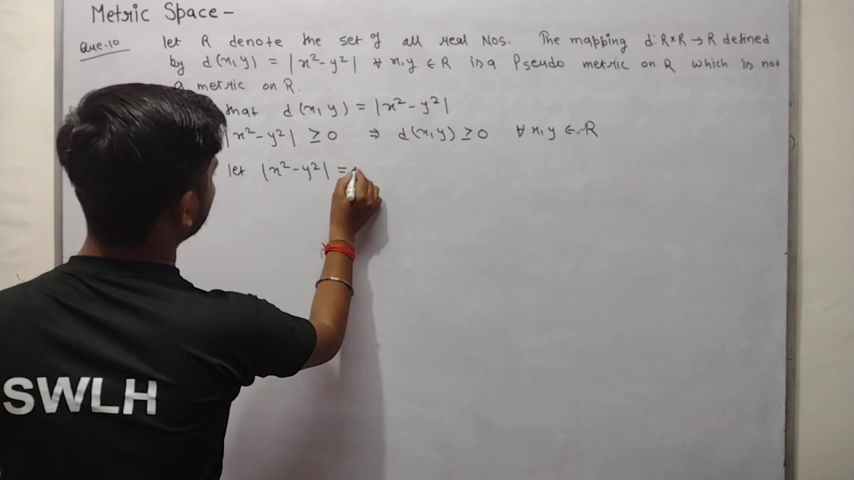 Metric Space -
Que.10 let R denote the set of all real Nos. The mapping d: R×R → R defined
by d(x,y) = |x²-y²| ∀ x,y ∈ R is a Pseudo metric on R which is not
metric on R.
that d(x,y) = |x²-y²|
|x²-y²| ≥ 0 ⇒ d(x,y) ≥ 0 ∀ x,y ∈ R
let |x²-y²| =
SWLH